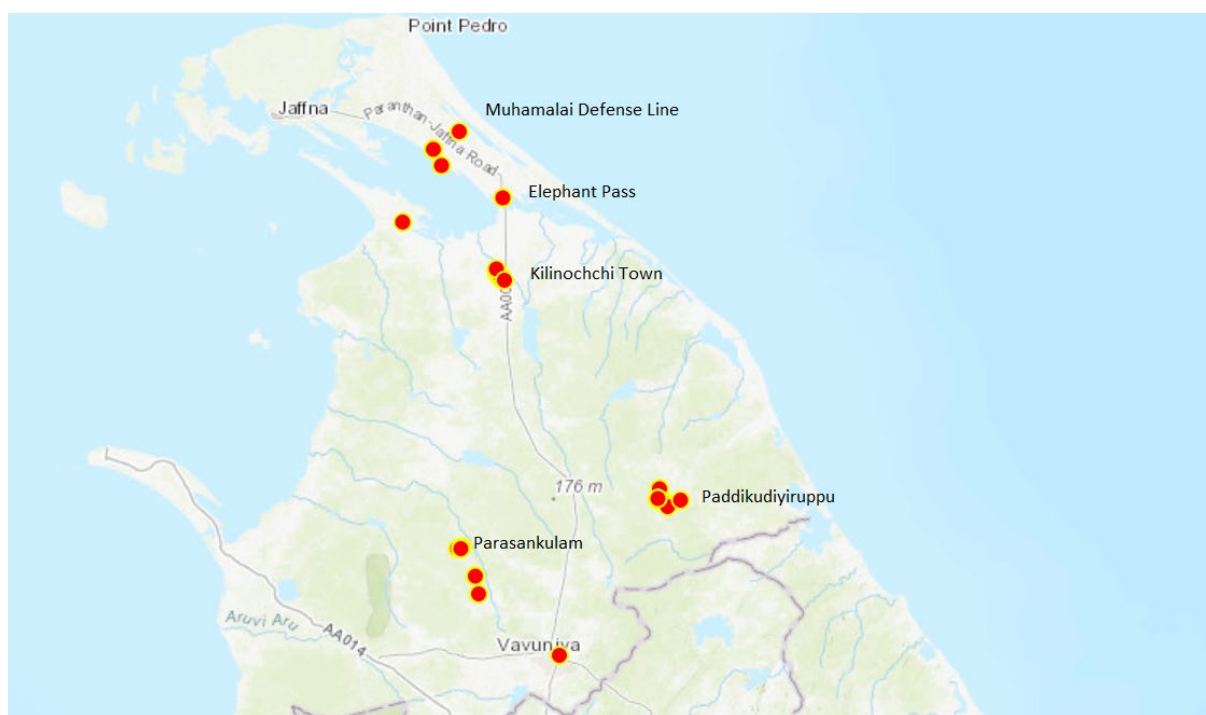 Point Pedro
Jaffna
Paranthan-Jaffna Road
Muhamalai Defense Line
Elephant Pass
Kilinochchi Town
AA00
176 m
Paddikudiyiruppu
Parasankulam
Aruvi Aru
AA014
Vavuniya